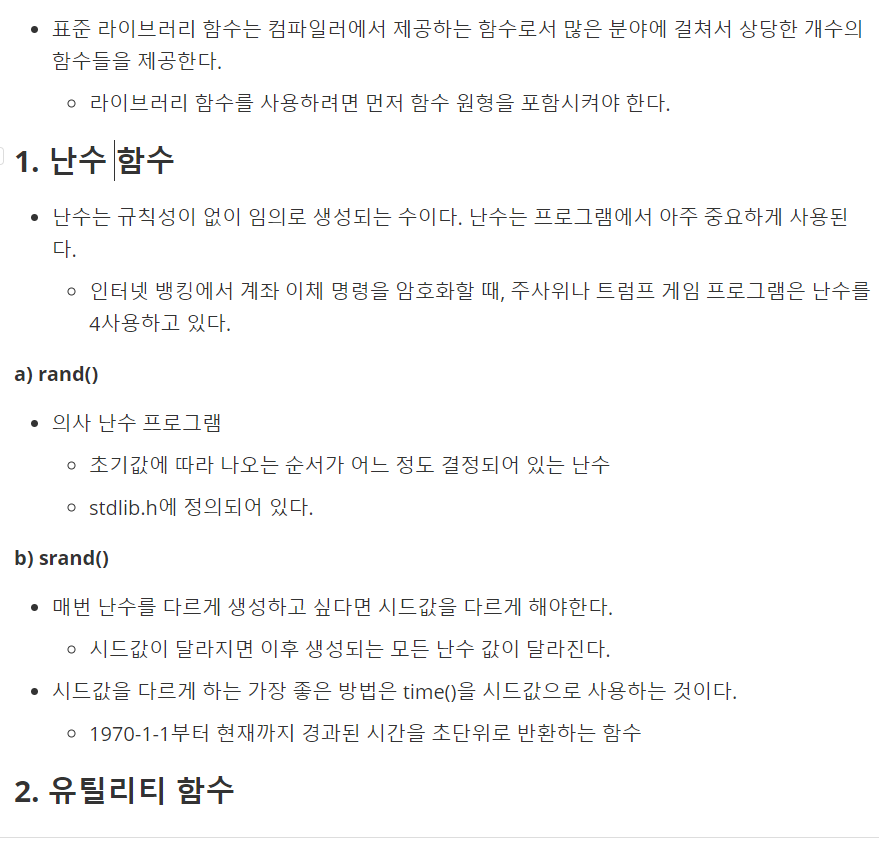 • 표준 라이브러리 함수는 컴파일러에서 제공하는 함수로서 많은 분야에 걸쳐서 상당한 개수의
함수들을 제공한다.
◦ 라이브러리 함수를 사용하려면 먼저 함수 원형을 포함시켜야 한다.
1. 난수 함수
• 난수는 규칙성이 없이 임의로 생성되는 수이다. 난수는 프로그램에서 아주 중요하게 사용된
다.
◦ 인터넷 뱅킹에서 계좌 이체 명령을 암호화할 때, 주사위나 트럼프 게임 프로그램은 난수를
4사용하고 있다.
a) rand()
• 의사 난수 프로그램
◦ 초기값에 따라 나오는 순서가 어느 정도 결정되어 있는 난수
◦ stdlib.h에 정의되어 있다.
b) srand()
• 매번 난수를 다르게 생성하고 싶다면 시드값을 다르게 해야한다.
◦ 시드값이 달라지면 이후 생성되는 모든 난수 값이 달라진다.
• 시드값을 다르게 하는 가장 좋은 방법은 time()을 시드값으로 사용하는 것이다.
◦ 1970-1-1부터 현재까지 경과된 시간을 초단위로 반환하는 함수
2. 유틸리티 함수